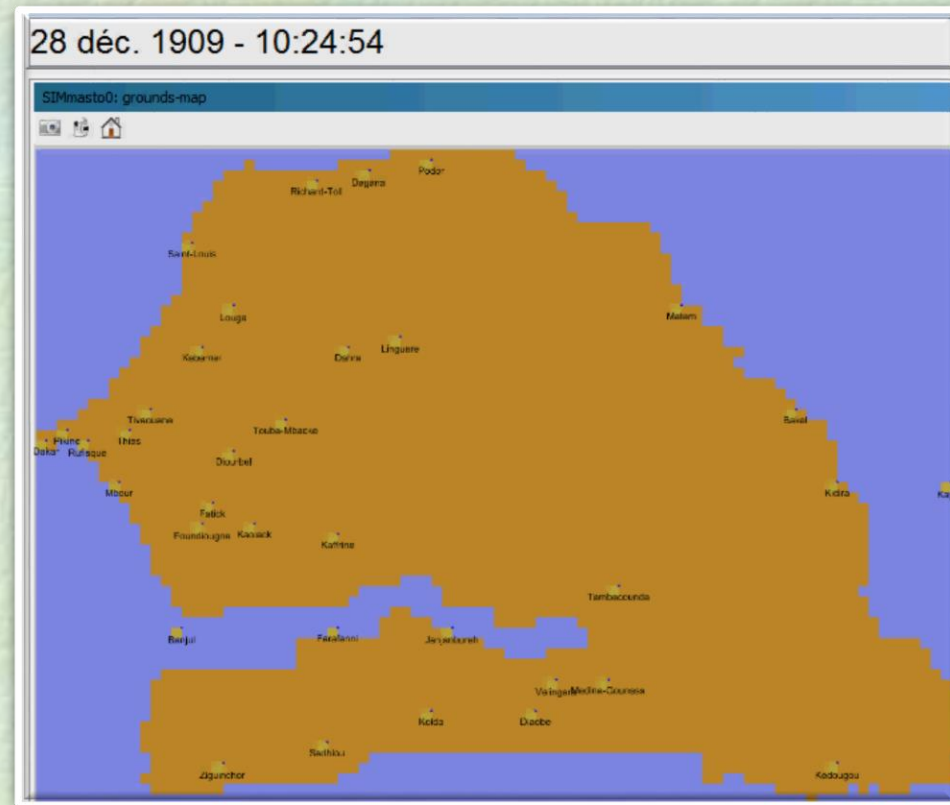 28 déc. 1909 - 10:24:54
SIMmasto0: grounds-map
Podor
Dagana
Richard-Toll
Saint-Louis
Louga
Matam
Linguere
Kebemer
Dahra
Tivaouane
Bakel
Touba-Mbacke
Pikine
Thies
Dakar
Rufisque
Diourbel
Mbour
Kidira
Fatick
Foundiougne
Kaolack
Kaffrine
Tambacounda
Banjul
Farafenni
Janjanbureh
Medina-Gounass
Kolda
Diaobe
Sedhiou
Ziguinchor
Kedougou